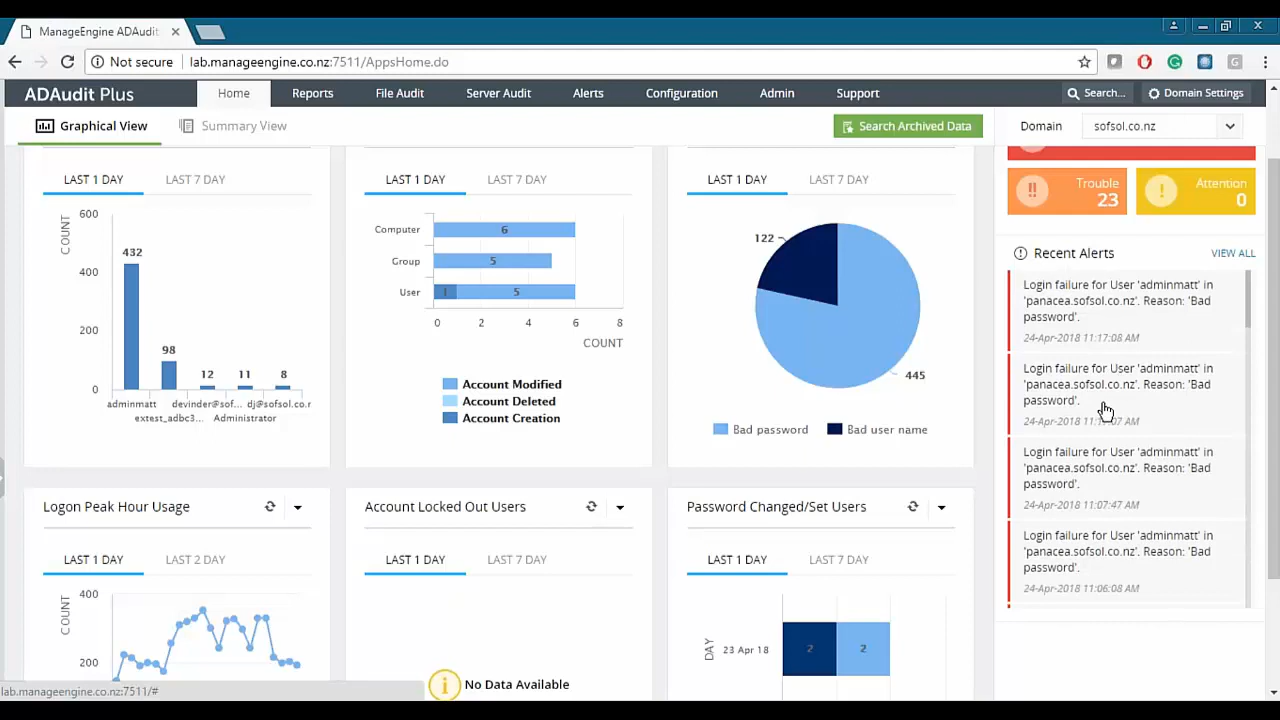 ManageEngine ADAudit
Not secure lab.manageengine.co.nz:7511/AppsHome.do
ADAudit Plus Home Reports File Audit Server Audit Alerts Configuration Admin Support Search... Domain Settings
Graphical View Summary View Search Archived Data Domain sofsol.co.nz
LAST 1 DAY LAST 7 DAY
COUNT
600
400
200
0
432
98
12
11
8
adminmatt devinder@sof... dj@sofsol.co.r
extest_adbc3... Administrator
LAST 1 DAY LAST 7 DAY
Computer 6
Group 5
User 1 5
0 2 4 6 8
COUNT
Account Modified
Account Deleted
Account Creation
LAST 1 DAY LAST 7 DAY
122
445
Bad password Bad user name
Trouble
23
Attention
0
Recent Alerts VIEW ALL
Login failure for User 'adminmatt' in
'panacea.sofsol.co.nz'. Reason: 'Bad
password'.
24-Apr-2018 11:17:08 AM
Login failure for User 'adminmatt' in
'panacea.sofsol.co.nz'. Reason: 'Bad
password'.
24-Apr-2018 AM
Login failure for User 'adminmatt' in
'panacea.sofsol.co.nz'. Reason: 'Bad
password'.
24-Apr-2018 11:07:47 AM
Login failure for User 'adminmatt' in
'panacea.sofsol.co.nz'. Reason: 'Bad
password'.
24-Apr-2018 11:06:08 AM
Logon Peak Hour Usage
LAST 1 DAY LAST 2 DAY
COUNT
400
200
Account Locked Out Users
LAST 1 DAY LAST 7 DAY
No Data Available
Password Changed/Set Users
LAST 1 DAY LAST 7 DAY
DAY
23 Apr 18 2 2
lab.manageengine.co.nz:7511/#